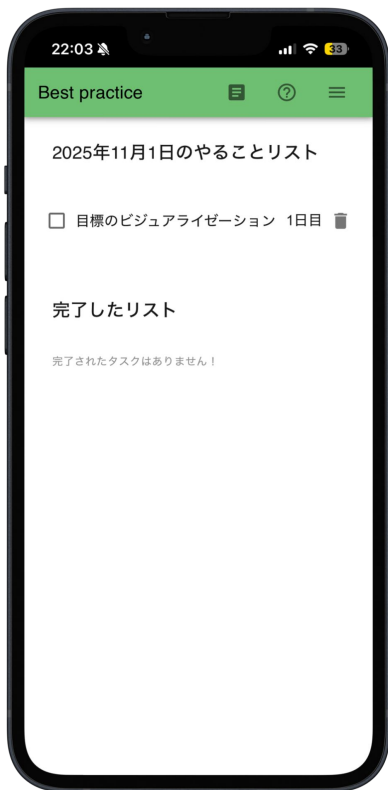 22:03
33
Best practice
2025年11月1日のやることリスト
目標のビジュアライゼーション 1日目
完了したリスト
完了されたタスクはありません！